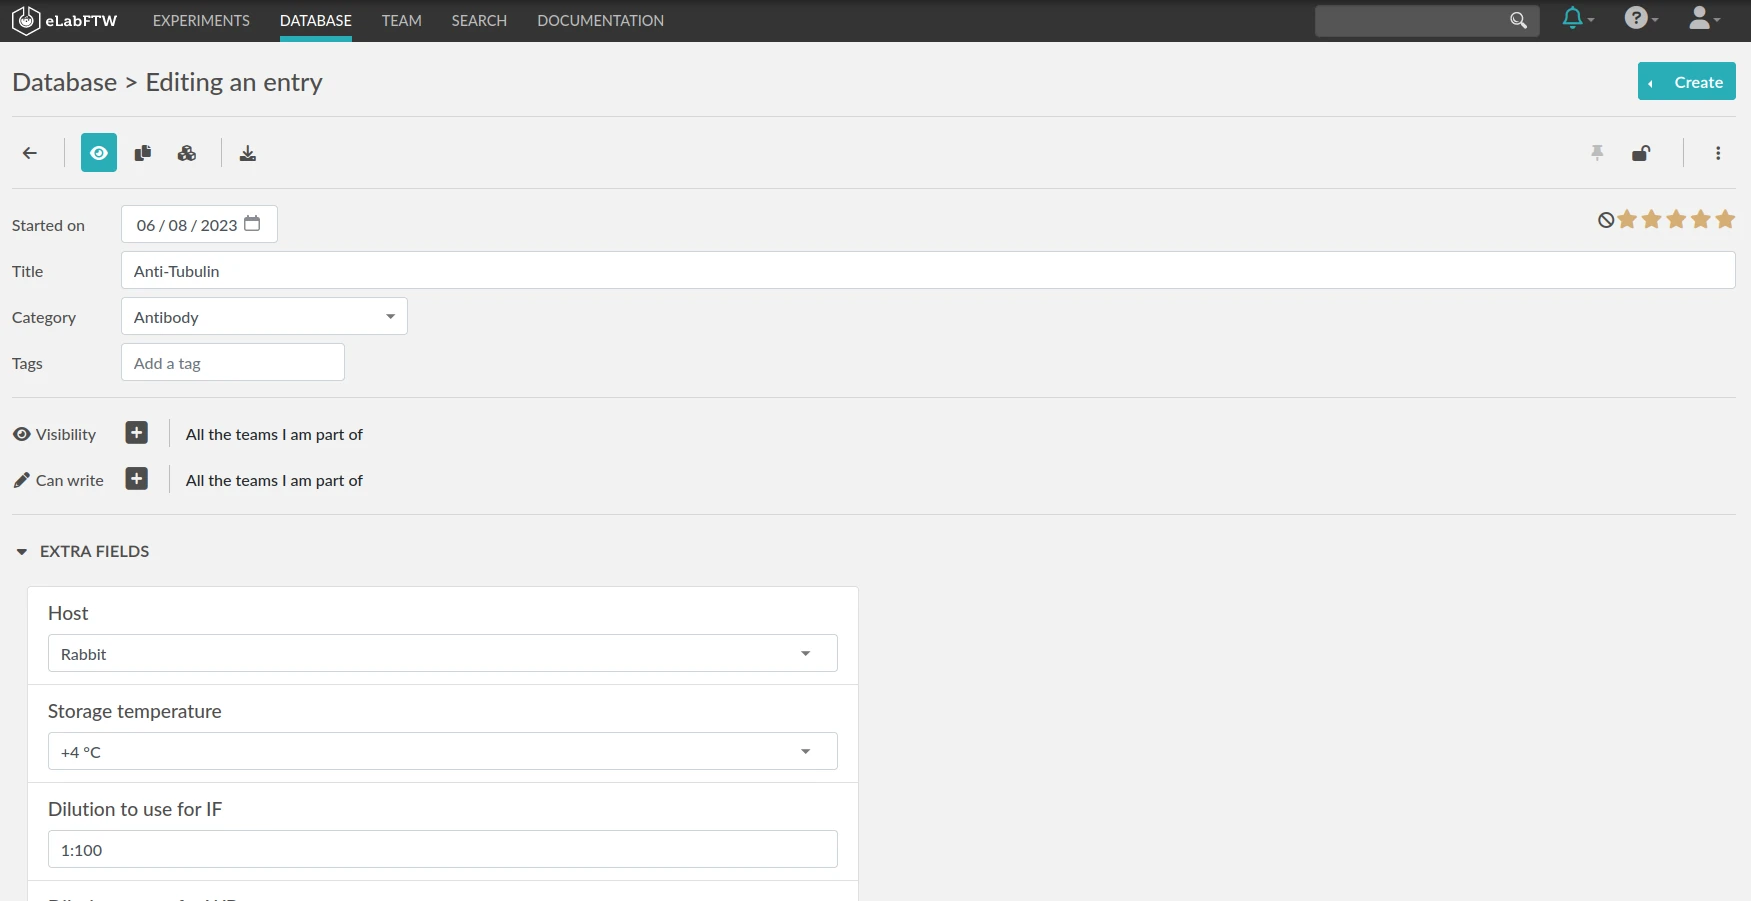 eLabFTW EXPERIMENTS DATABASE TEAM SEARCH DOCUMENTATION ?
Database > Editing an entry
Create
Started on 06 / 08 / 2023
Title Anti-Tubulin
Category Antibody
Tags Add a tag
Visibility All the teams I am part of
Can write All the teams I am part of
EXTRA FIELDS
Host
Rabbit
Storage temperature
+4 °C
Dilution to use for IF
1:100